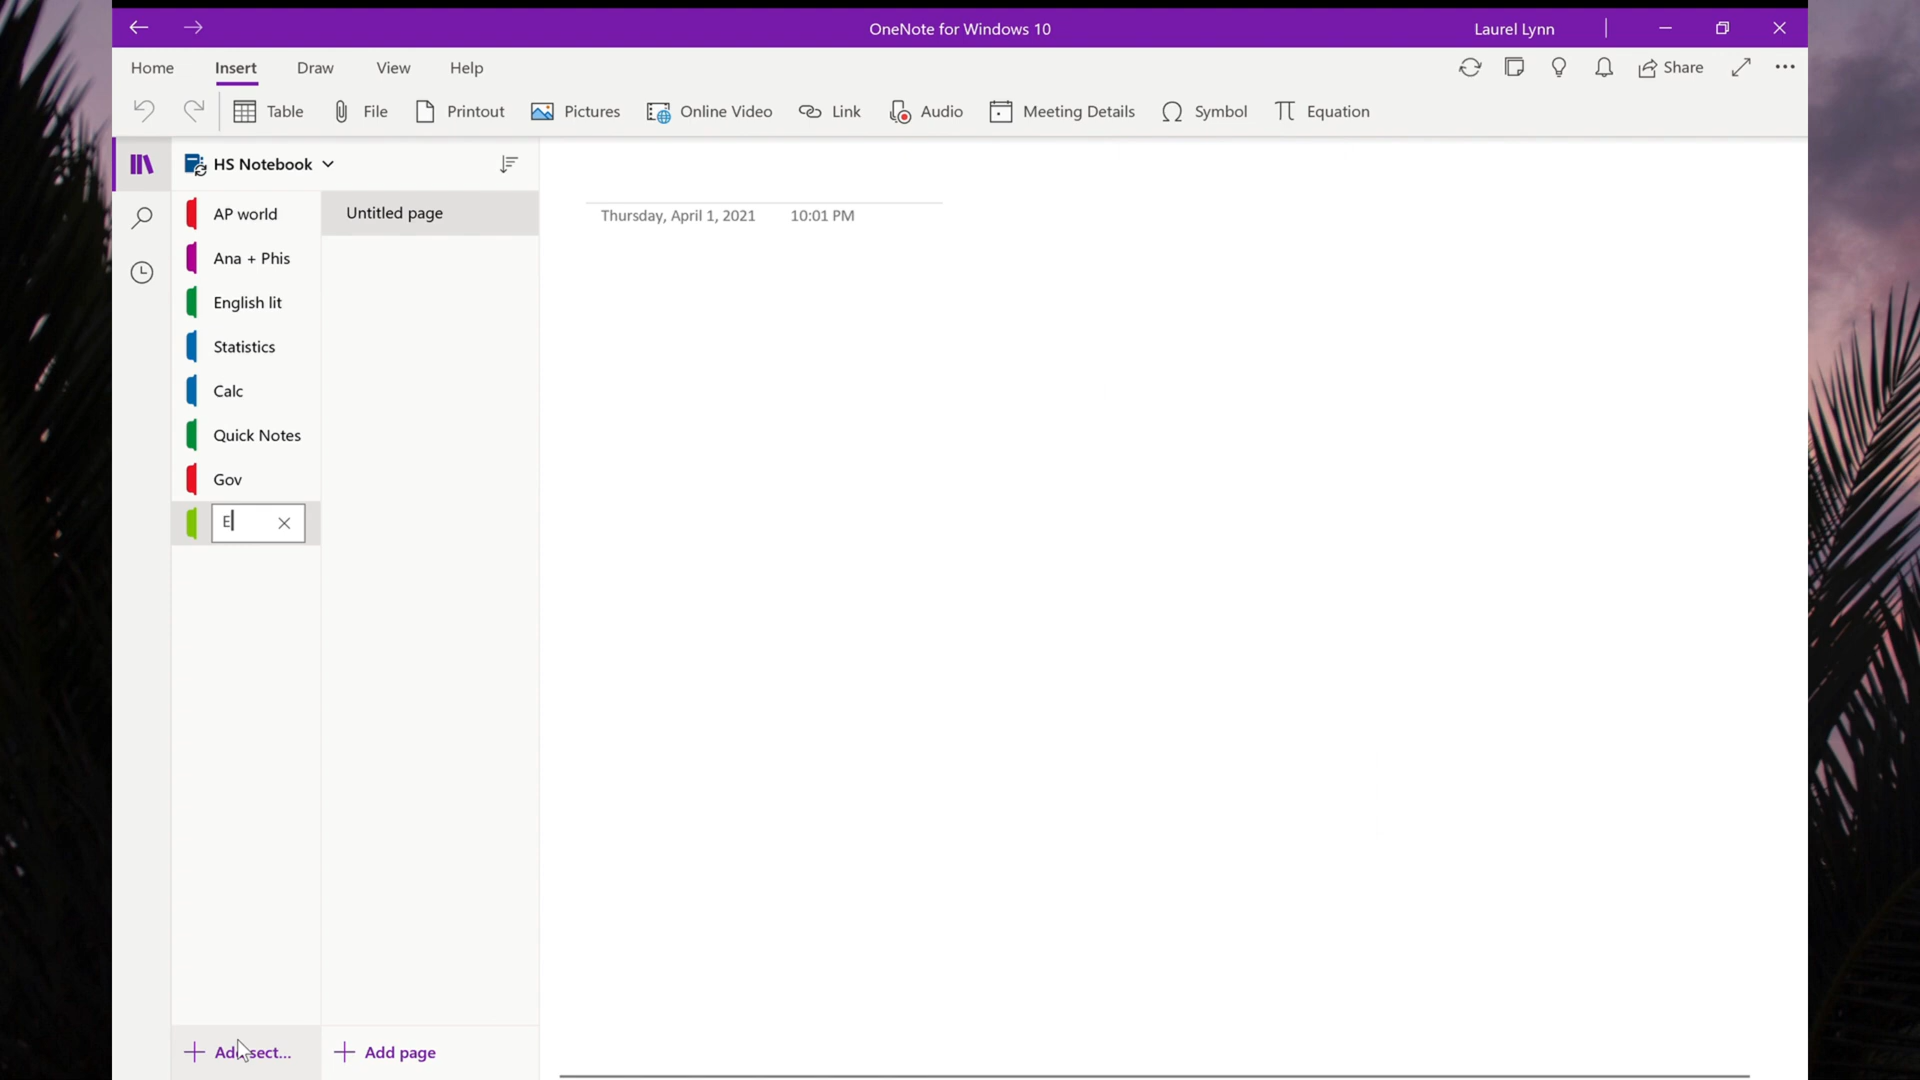 OneNote for Windows 10
Laurel Lynn
Home Insert Draw View Help
Share
Table File Printout Pictures Online Video Link Audio Meeting Details Symbol Equation
HS Notebook
AP world
Ana + Phis
English lit
Statistics
Calc
Quick Notes
Gov
E
Untitled page
Thursday, April 1, 2021 10:01 PM
Add sect...
Add page